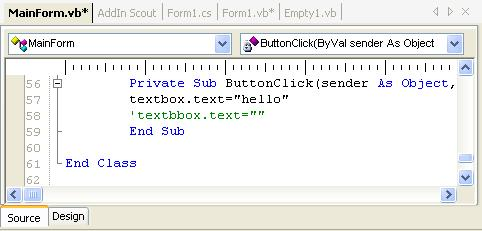 MainForm.vb* AddIn Scout Form1.cs Form1.vb* Empty1.vb
MainForm ButtonClick(ByVal sender As Object
56 Private Sub ButtonClick(sender As Object,
57 textbox.text="hello"
58 'textbbox.text=""
59 End Sub
60
61 End Class
62
Source Design